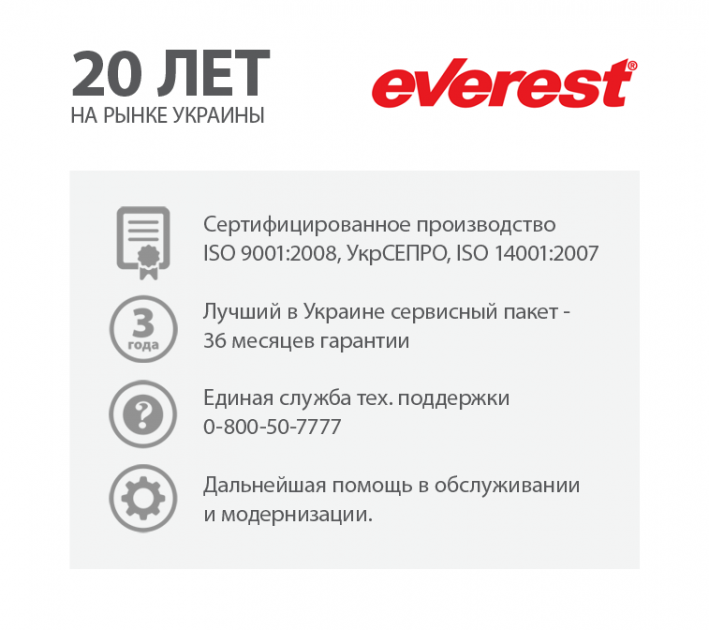 20 ЛЕТ
НА РЫНКЕ УКРАИНЫ
everest®
Сертифицированное производство
ISO 9001:2008, УкрСЕПРО, ISO 14001:2007
3
года
Лучший в Украине сервисный пакет -
36 месяцев гарантии
?
Единая служба тех. поддержки
0-800-50-7777
Дальнейшая помощь в обслуживании
и модернизации.